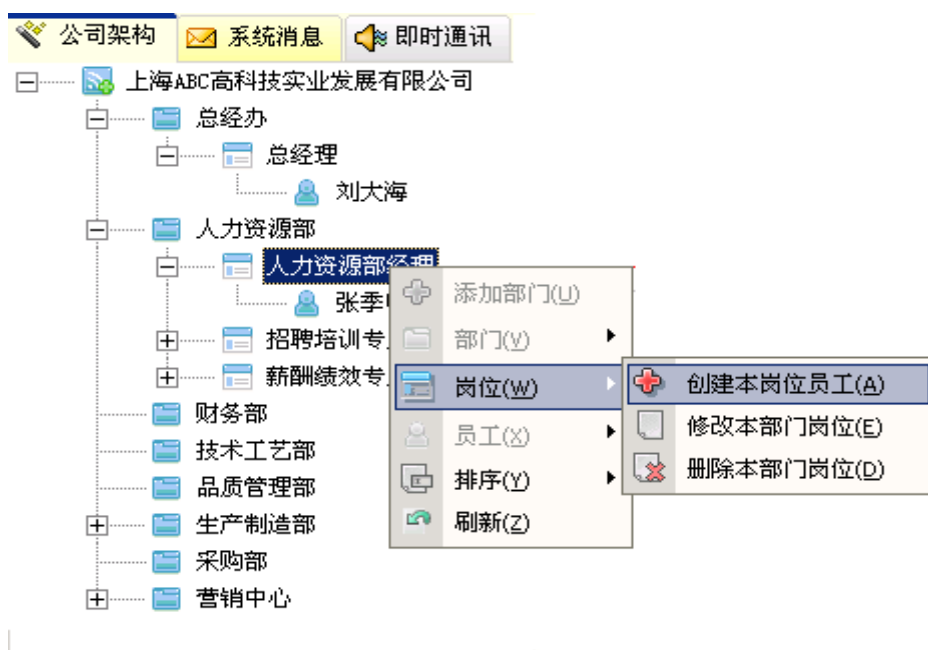 公司架构 系统消息 即时通讯
上海ABC高科技实业发展有限公司
总经办
总经理
刘大海
人力资源部
人力资源部经理
张季
招聘培训专
薪酬绩效专
财务部
技术工艺部
品质管理部
生产制造部
采购部
营销中心
添加部门(U)
部门(V)
岗位(W)
员工(X)
排序(Y)
刷新(Z)
创建本岗位员工(A)
修改本部门岗位(E)
删除本部门岗位(D)